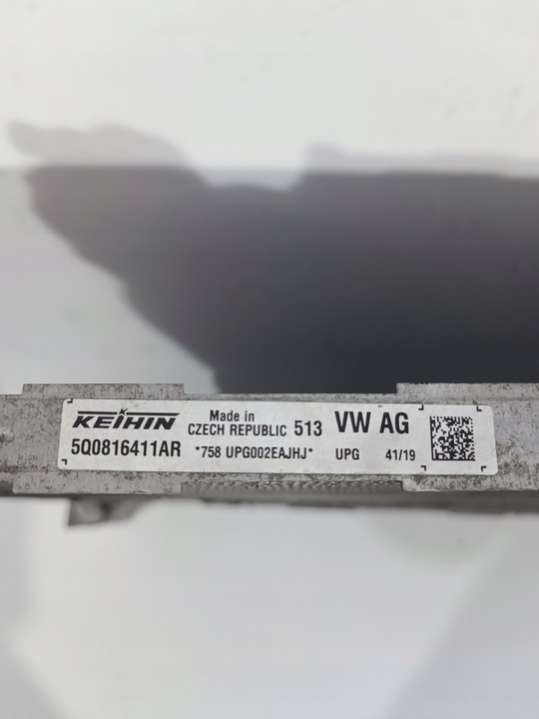 KEIHIN Made in CZECH REPUBLIC 513 VW AG
5Q0816411AR *758 UPG002EAJHJ* UPG 41/19